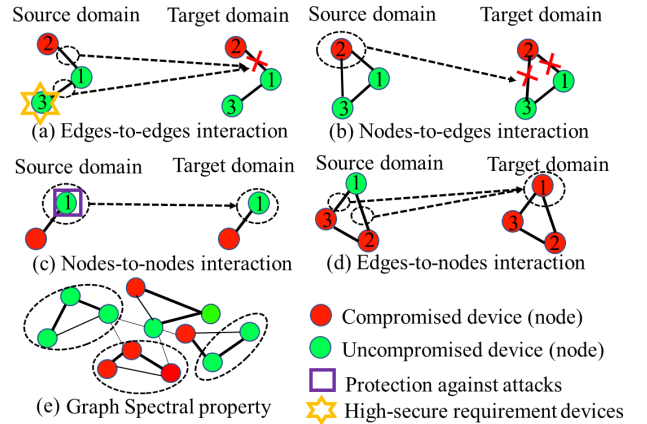 Source domain Target domain
2
1
3
2
1
3
(a) Edges-to-edges interaction
Source domain Target domain
2
1
3
2
1
3
(b) Nodes-to-edges interaction
Source domain Target domain
1
1
(c) Nodes-to-nodes interaction
Source domain Target domain
1
3
2
1
3
2
(d) Edges-to-nodes interaction
(e) Graph Spectral property
Compromised device (node)
Uncompromised device (node)
Protection against attacks
High-secure requirement devices